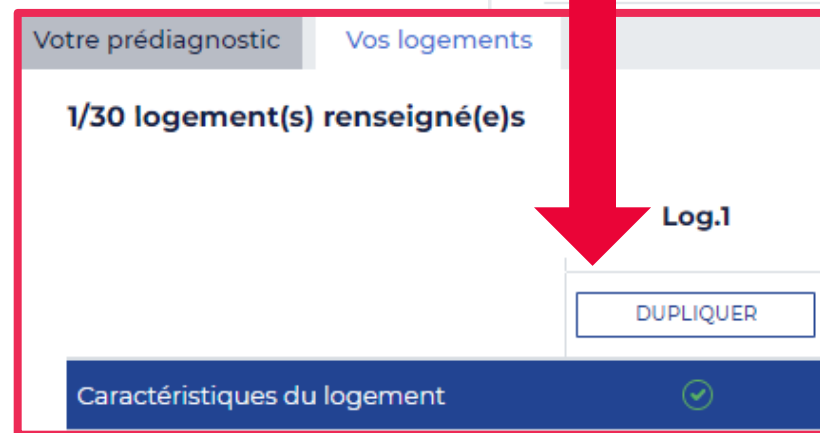 Votre prédiagnostic Vos logements
1/30 logement(s) renseigné(e)s
Log.1
DUPLIQUER
Caractéristiques du logement